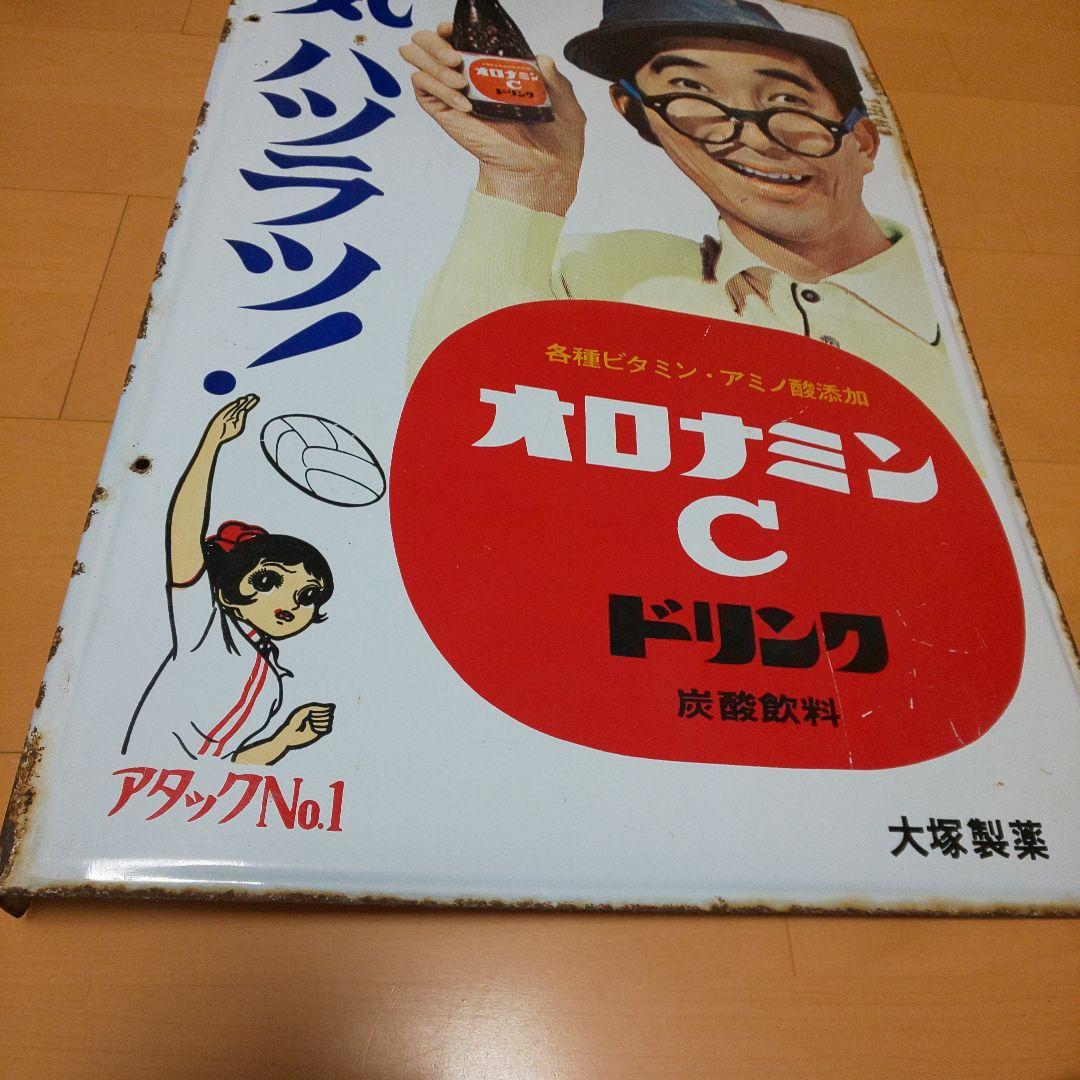 気ハツラツ!
オロナミン
C
ドリンク
各種ビタミン・アミノ酸添加
オロナミン
C
ドリンク
炭酸飲料
アタックNo.1
大塚製薬